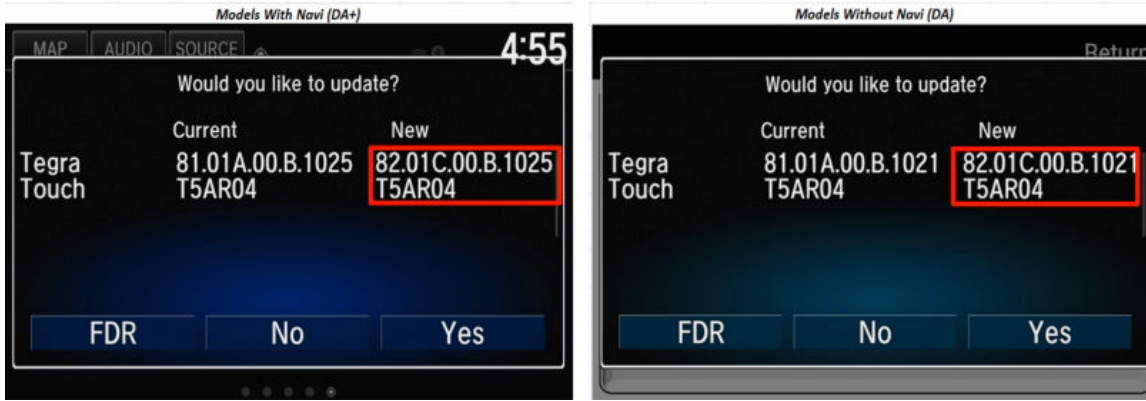 Models With Navi (DA+)
MAP AUDIO SOURCE 4:55
Would you like to update?
Current New
Tegra 81.01A.00.B.1025 82.01C.00.B.1025
Touch T5AR04 T5AR04
FDR No Yes
Models Without Navi (DA)
Return
Would you like to update?
Current New
Tegra 81.01A.00.B.1021 82.01C.00.B.1021
Touch T5AR04 T5AR04
FDR No Yes